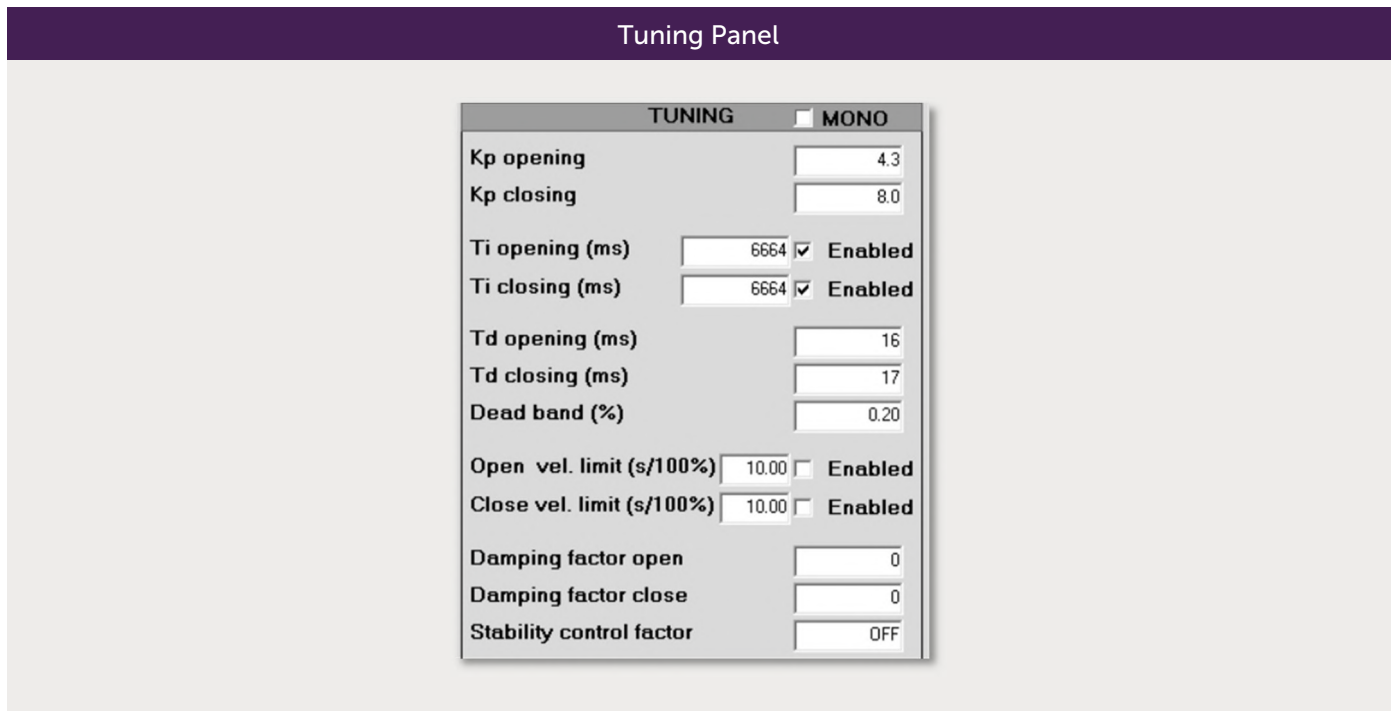 Tuning Panel
TUNING MONO
Kp opening 4.3
Kp closing 8.0
Ti opening (ms) 6664 Enabled
Ti closing (ms) 6664 Enabled
Td opening (ms) 16
Td closing (ms) 17
Dead band (%) 0.20
Open vel. limit (s/100%) 10.00 Enabled
Close vel. limit (s/100%) 10.00 Enabled
Damping factor open 0
Damping factor close 0
Stability control factor OFF